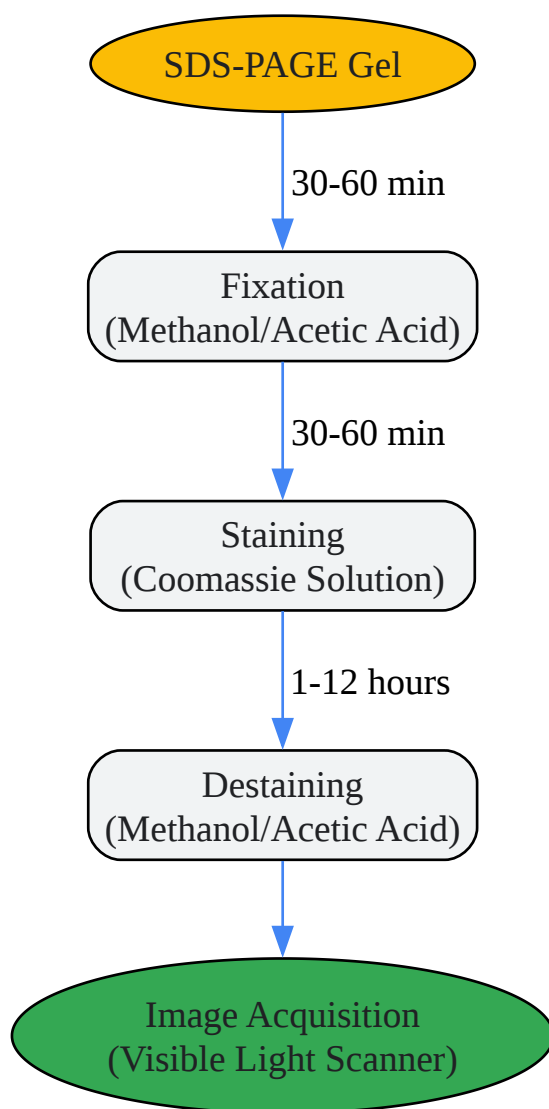 SDS-PAGE Gel
30-60 min
Fixation
(Methanol/Acetic Acid)
30-60 min
Staining
(Coomassie Solution)
1-12 hours
Destaining
(Methanol/Acetic Acid)
Image Acquisition
(Visible Light Scanner)